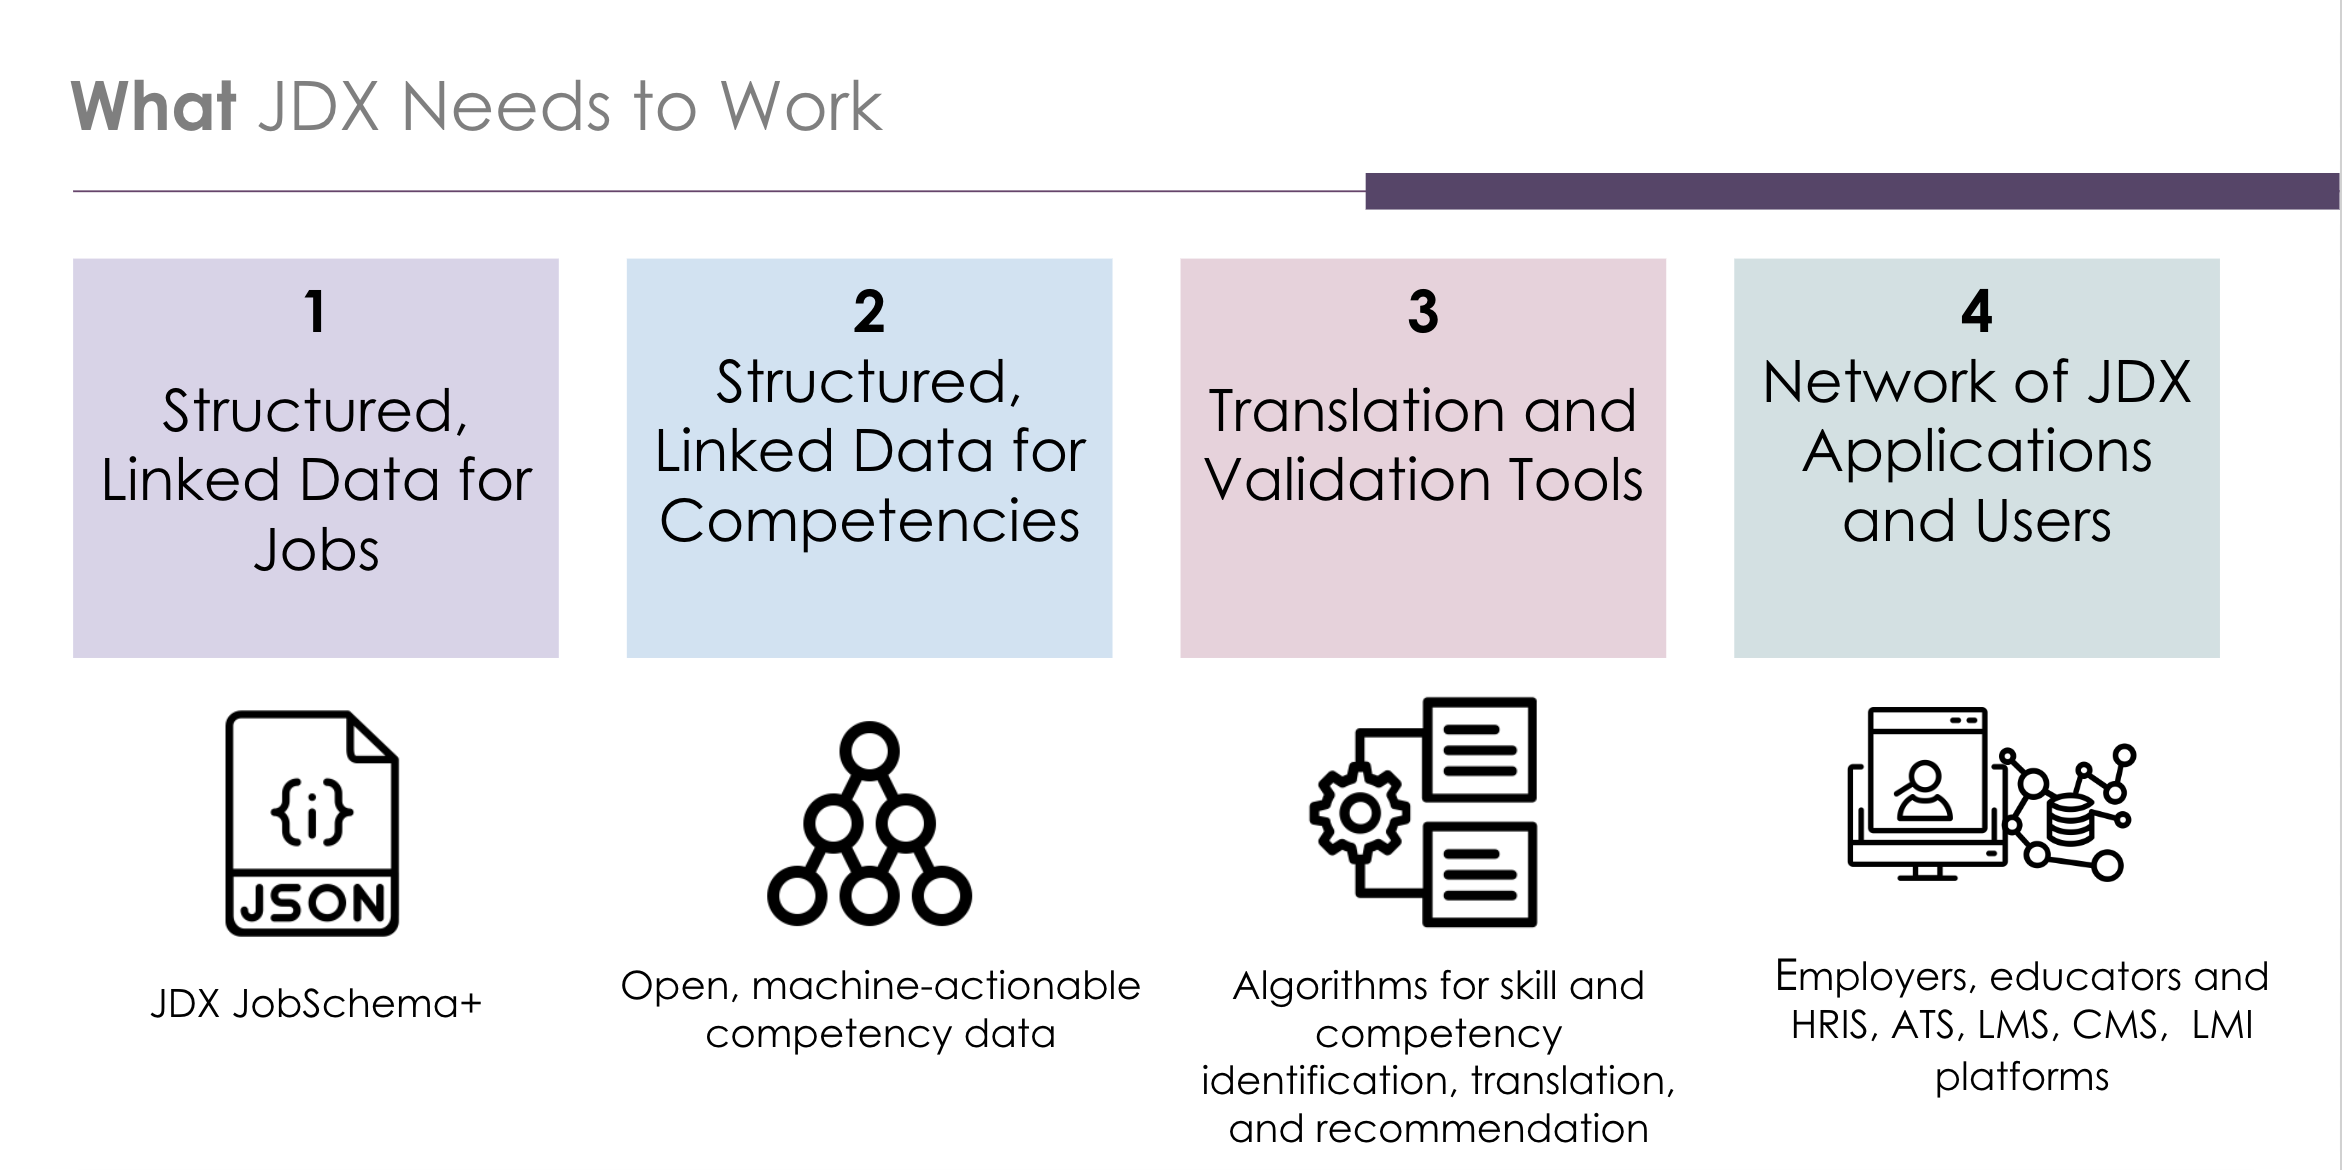 What JDX Needs to Work
1
Structured,
Linked Data for
Jobs
2
Structured,
Linked Data for
Competencies
3
Translation and
Validation Tools
4
Network of JDX
Applications
and Users
{i}
JSON
JDX JobSchema+
Open, machine-actionable
competency data
Algorithms for skill and
competency
identification, translation,
and recommendation
Employers, educators and
HRIS, ATS, LMS, CMS,  LMI
platforms